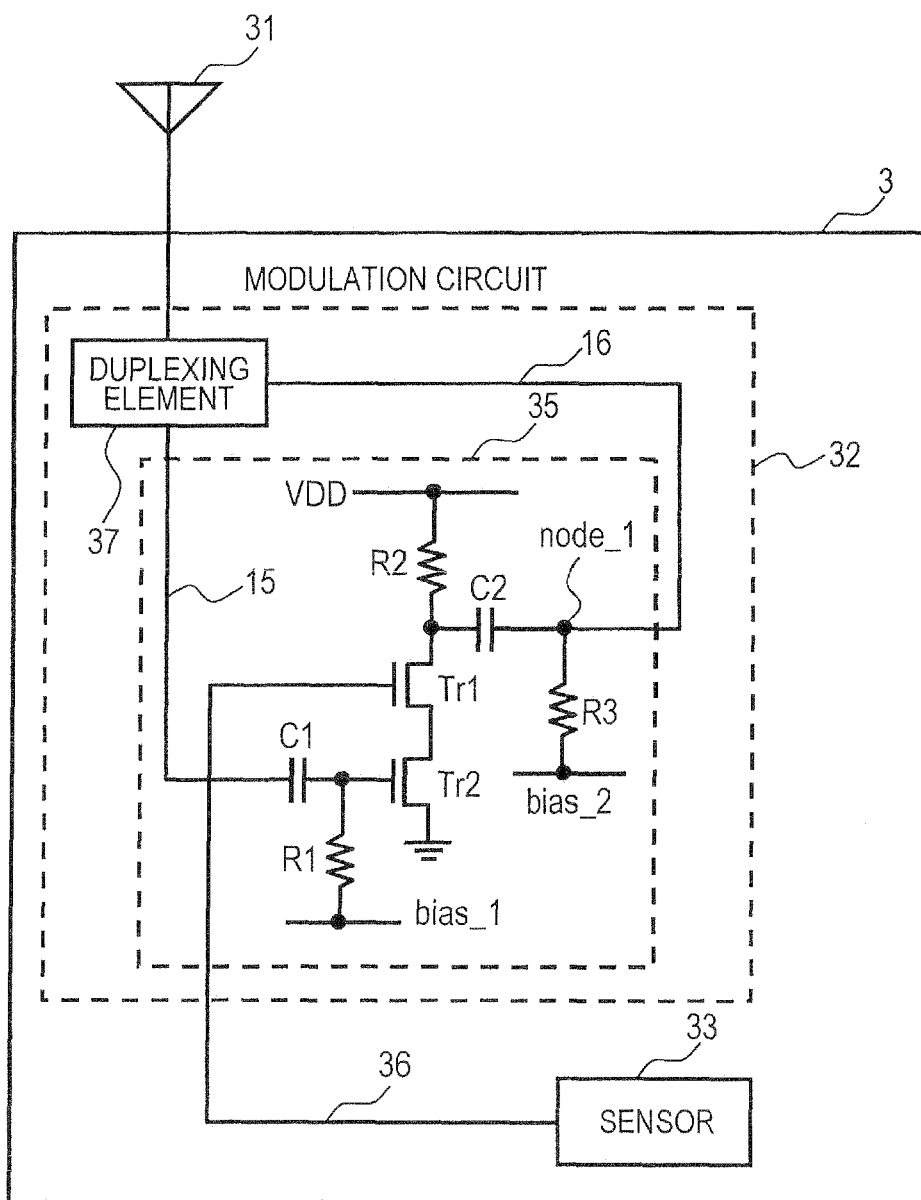 31
3
MODULATION CIRCUIT
DUPLEXING
ELEMENT
16
35
32
37
VDD
R2
node_1
C2
15
Tr1
R3
C1
Tr2
bias_2
R1
bias_1
36
33
SENSOR